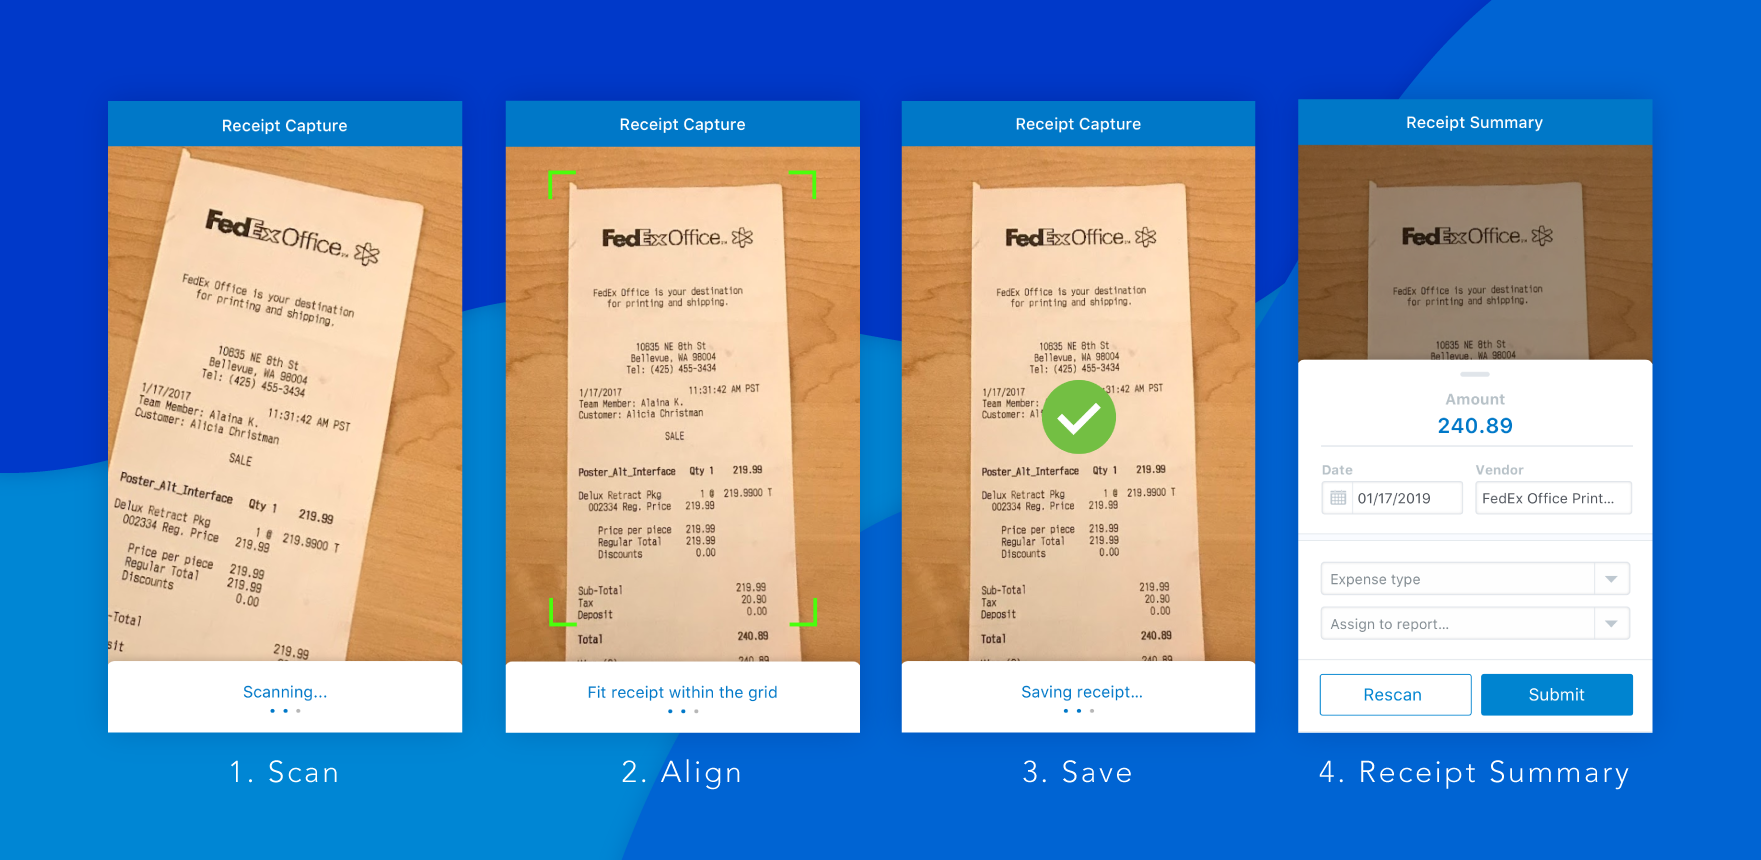 Receipt Capture
FedExOffice
FedEx Office is your destination
for printing and shipping.
10635 NE 8th St
Bellevue, WA 98004
Tel: (425) 455-3434
1/17/2017 11:31:42 AM PST
Team Member: Alaina K.
Customer: Alicia Christman
SALE
Poster_Alt_Interface Qty 1 219.99
Delux Retract Pkg 1 @ 219.9900 T
002334 Reg. Price 219.99
Price per piece 219.99
Regular Total 219.99
Discounts 0.00
-Total 219.99
sit
Scanning...
1. Scan
Receipt Capture
FedExOffice
FedEx Office is your destination
for printing and shipping.
10635 NE 8th St
Bellevue, WA 98004
Tel: (425) 455-3434
1/17/2017 11:31:42 AM PST
Team Member: Alaina K.
Customer: Alicia Christman
SALE
Poster_Alt_Interface Qty 1 219.99
Delux Retract Pkg 1 @ 219.9900 T
002334 Reg. Price 219.99
Price per piece 219.99
Regular Total 219.99
Discounts 0.00
Sub-Total 219.99
Tax 20.90
Deposit 0.00
Total 240.89
240.89
Fit receipt within the grid
2. Align
Receipt Capture
FedExOffice
FedEx Office is your destination
for printing and shipping.
10635 NE 8th St
Bellevue, WA 98004
Tel: (425) 455-3434
1/17/2017 :31:42 AM PST
Team Member: Al
Customer: Al
Poster_Alt_Interface Qty 1 219.99
Delux Retract Pkg 1 @ 219.9900 T
002334 Reg. Price 219.99
Price per piece 219.99
Regular Total 219.99
Discounts 0.00
Sub-Total 219.99
Tax 20.90
Deposit 0.00
Total 240.89
240.89
Saving receipt...
3. Save
Receipt Summary
FedExOffice
FedEx Office is your destination
for printing and shipping.
10635 NE 8th St
Bellevue, WA 98004
Amount
240.89
Date Vendor
01/17/2019 FedEx Office Print...
Expense type
Assign to report...
Rescan Submit
4. Receipt Summary